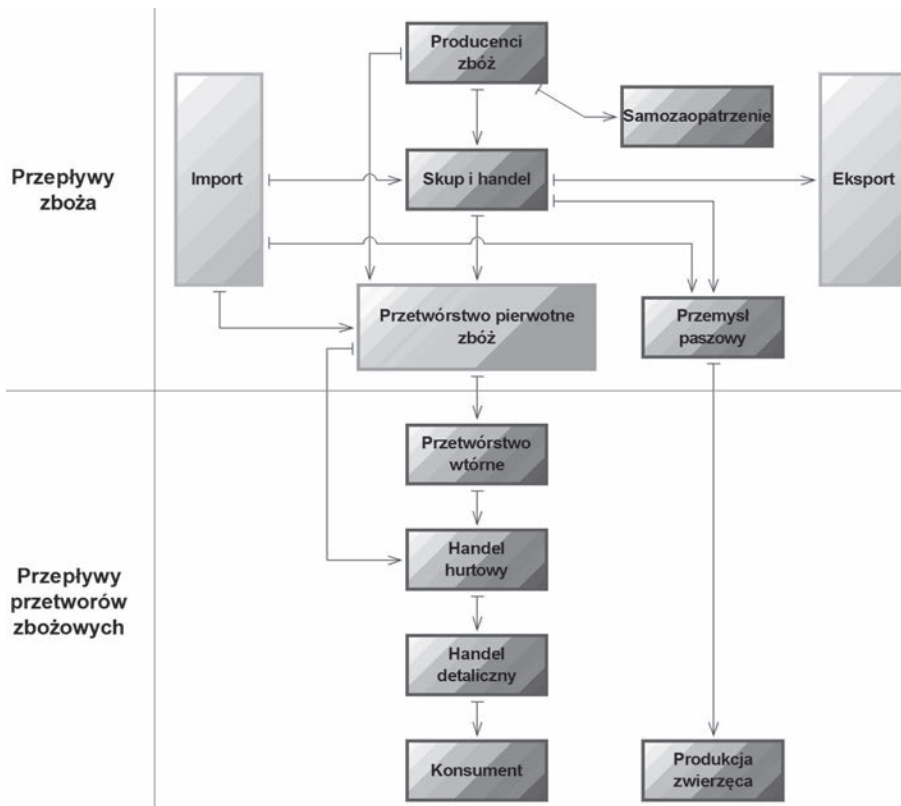 Producenci
zbóż
Samozaopatrzenie
Przepływy
zboża
Import
Skup i handel
Eksport
Przetwórstwo pierwotne
zbóż
Przemysł
paszowy
Przetwórstwo
wtórne
Handel
hurtowy
Przepływy
przetworów
zbożowych
Handel
detaliczny
Konsument
Produkcja
zwierzęca